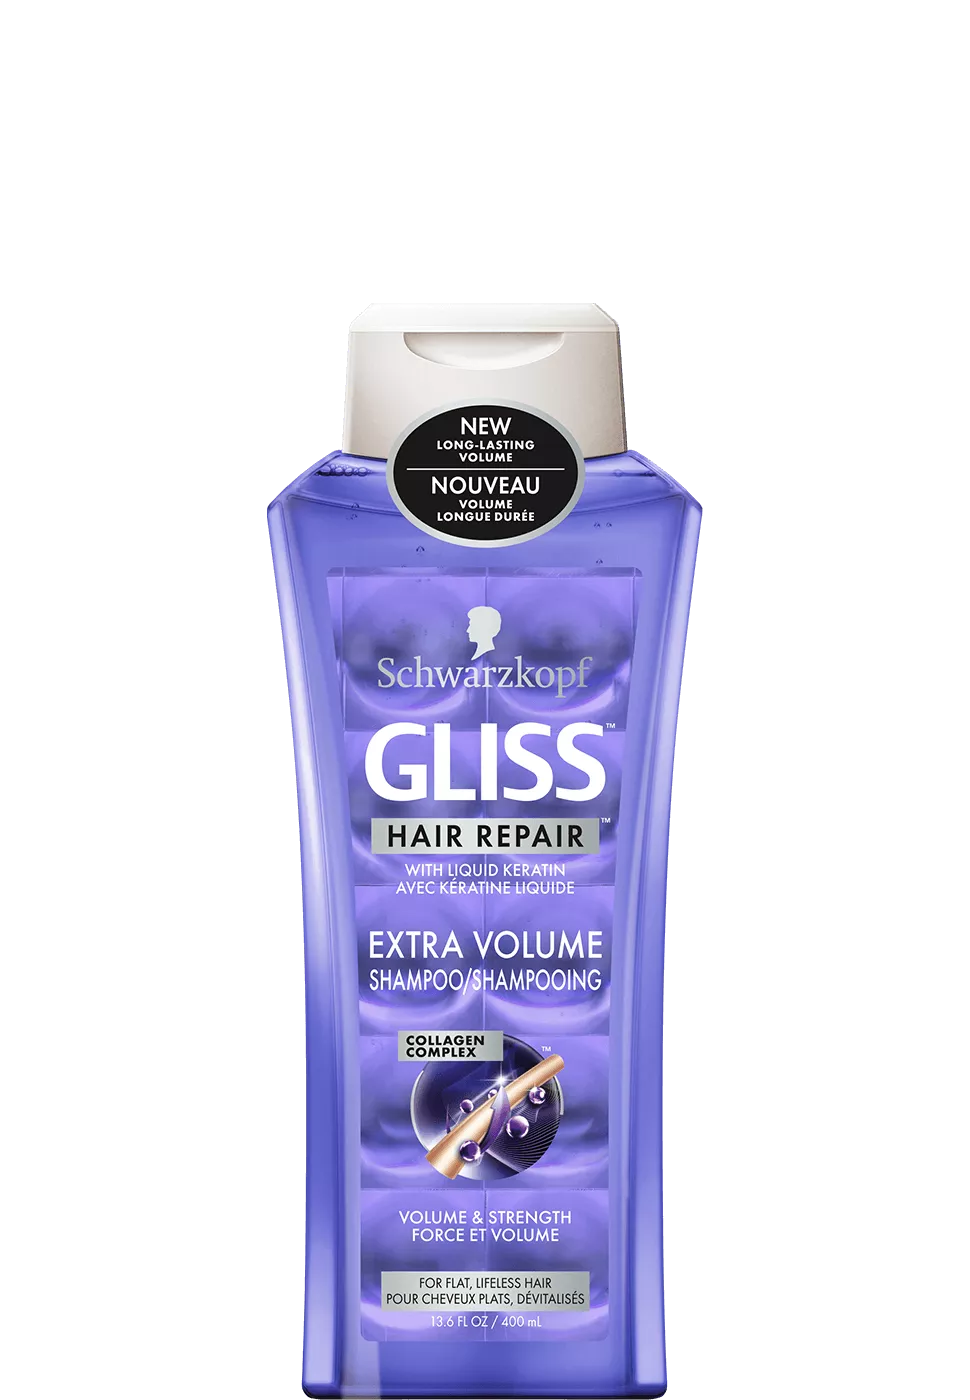 NEW
LONG-LASTING
VOLUME
NOUVEAU
VOLUME
LONGUE DURÉE
Schwarzkopf
GLISS™
HAIR REPAIR™
WITH LIQUID KERATIN
AVEC KÉRATINE LIQUIDE
EXTRA VOLUME
SHAMPOO/SHAMPOOING
COLLAGEN
COMPLEX
™
VOLUME & STRENGTH
FORCE ET VOLUME
FOR FLAT, LIFELESS HAIR
POUR CHEVEUX PLATS, DÉVITALISÉS
13.6 FL OZ / 400 mL